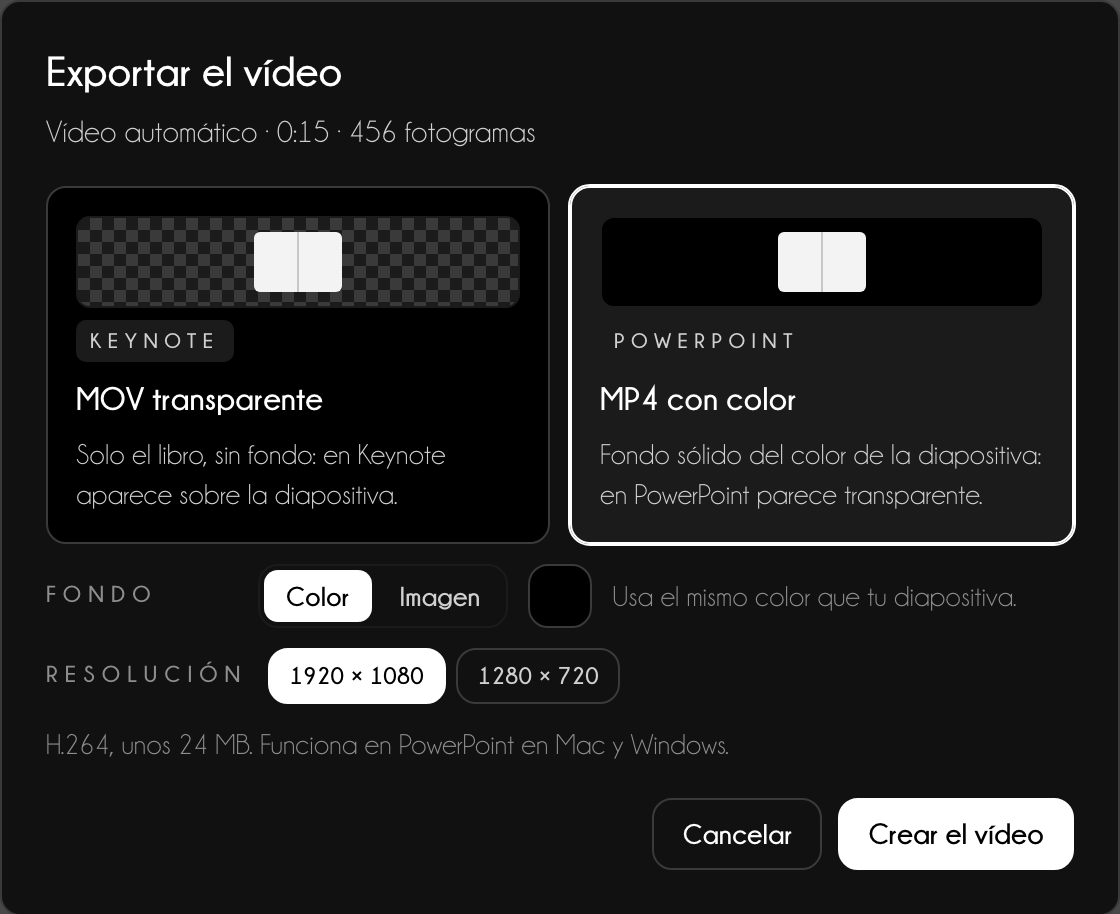 Exportar el vídeo
Vídeo automático · 0:15 · 456 fotogramas
KEYNOTE
MOV transparente
Solo el libro, sin fondo: en Keynote
aparece sobre la diapositiva.
POWERPOINT
MP4 con color
Fondo sólido del color de la diapositiva:
en PowerPoint parece transparente.
FONDO Color Imagen Usa el mismo color que tu diapositiva.
RESOLUCIÓN 1920 × 1080 1280 × 720
H.264, unos 24 MB. Funciona en PowerPoint en Mac y Windows.
Cancelar Crear el vídeo